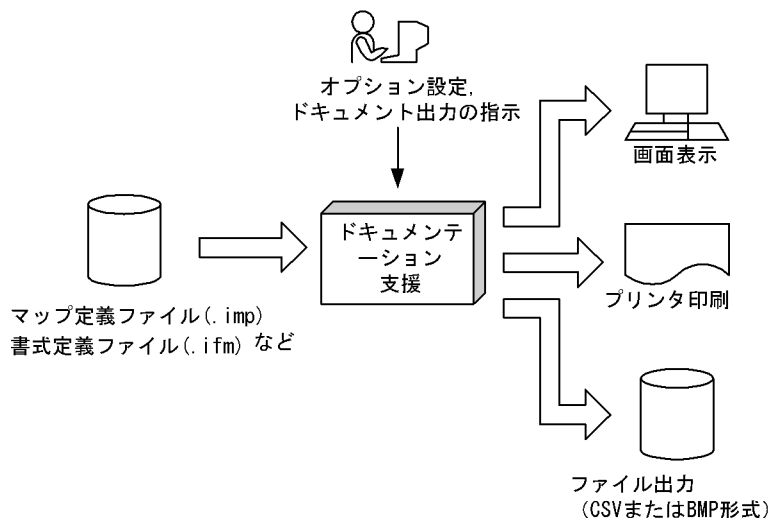 オプション設定,
ドキュメント出力の指示
画面表示
ドキュメンテ
ーション
支援
プリンタ印刷
マップ定義ファイル(.imp)
書式定義ファイル(.ifm) など
ファイル出力
(CSVまたはBMP形式)